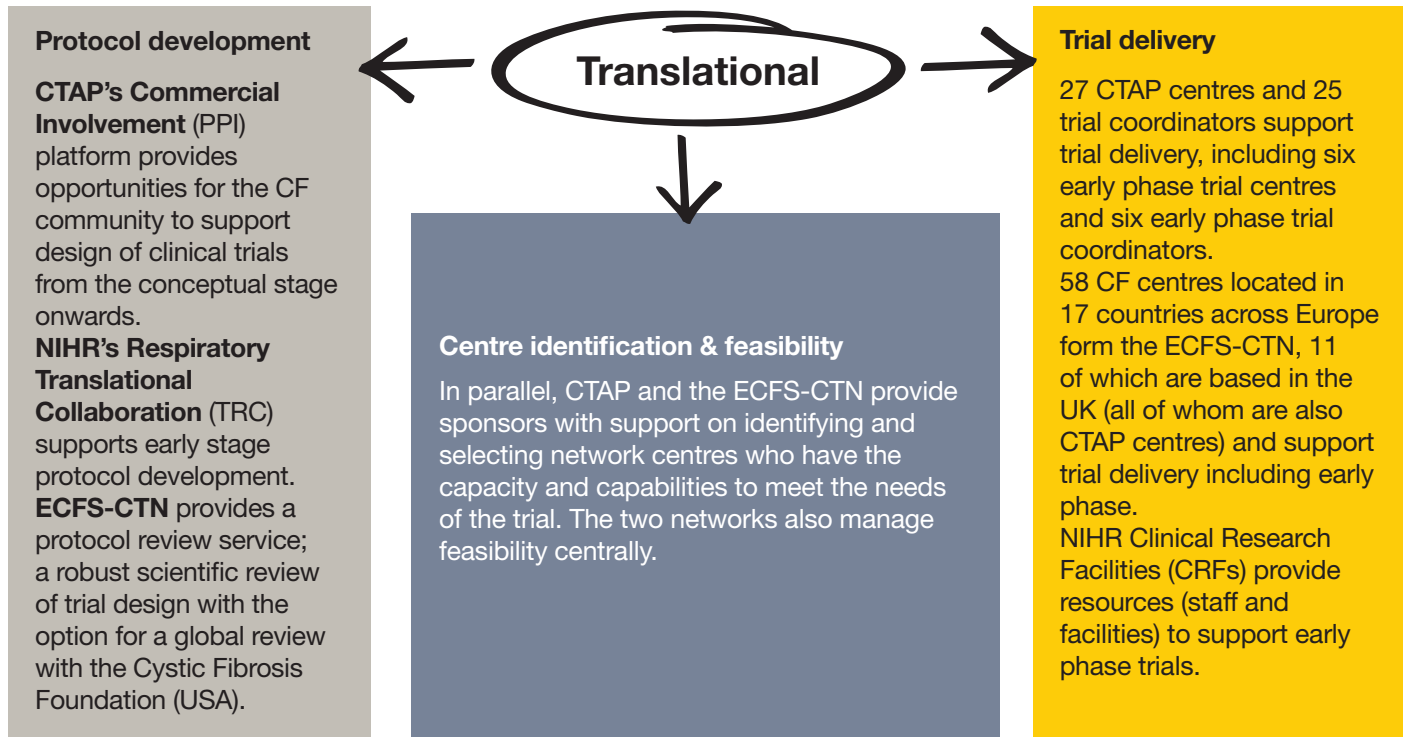 Translational
Protocol development
CTAP’s Commercial
Involvement (PPI)
platform provides
opportunities for the CF
community to support
design of clinical trials
from the conceptual stage
onwards.
NIHR’s Respiratory
Translational
Collaboration (TRC)
supports early stage
protocol development.
ECFS-CTN provides a
protocol review service;
a robust scientific review
of trial design with the
option for a global review
with the Cystic Fibrosis
Foundation (USA).
Centre identification & feasibility
In parallel, CTAP and the ECFS-CTN provide
sponsors with support on identifying and
selecting network centres who have the
capacity and capabilities to meet the needs
of the trial. The two networks also manage
feasibility centrally.
Trial delivery
27 CTAP centres and 25
trial coordinators support
trial delivery, including six
early phase trial centres
and six early phase trial
coordinators.
58 CF centres located in
17 countries across Europe
form the ECFS-CTN, 11
of which are based in the
UK (all of whom are also
CTAP centres) and support
trial delivery including early
phase.
NIHR Clinical Research
Facilities (CRFs) provide
resources (staff and
facilities) to support early
phase trials.